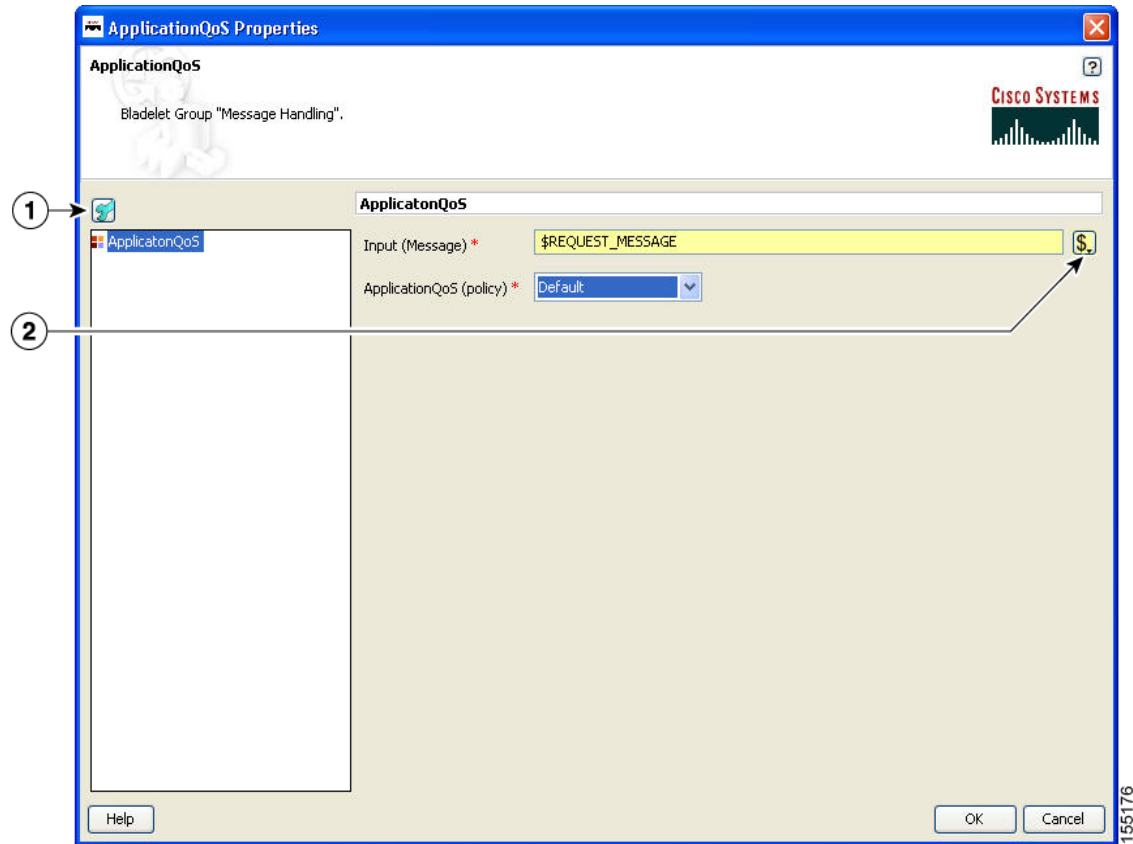 ApplicationQoS Properties
ApplicationQoS
?
Bladelet Group "Message Handling".
CISCO SYSTEMS
1
ApplicatonQoS
ApplicatonQoS
Input (Message) *
$REQUEST_MESSAGE
$
ApplicationQoS (policy) *
Default
2
Help
OK
Cancel
155176